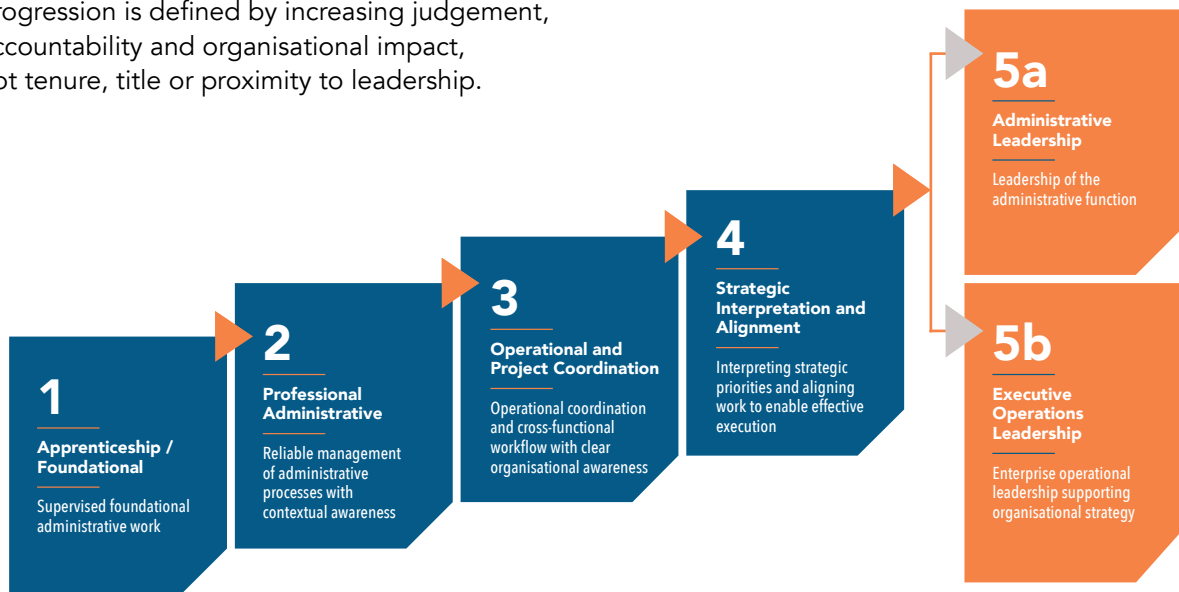 rogression is defined by increasing judgement,
ccountability and organisational impact,
ot tenure, title or proximity to leadership.
1
Apprenticeship /
Foundational
Supervised foundational
administrative work
2
Professional
Administrative
Reliable management
of administrative
processes with
contextual awareness
3
Operational and
Project Coordination
Operational coordination
and cross-functional
workflow with clear
organisational awareness
4
Strategic
Interpretation and
Alignment
Interpreting strategic
priorities and aligning
work to enable effective
execution
5a
Administrative
Leadership
Leadership of the
administrative function
5b
Executive
Operations
Leadership
Enterprise operational
leadership supporting
organisational strategy